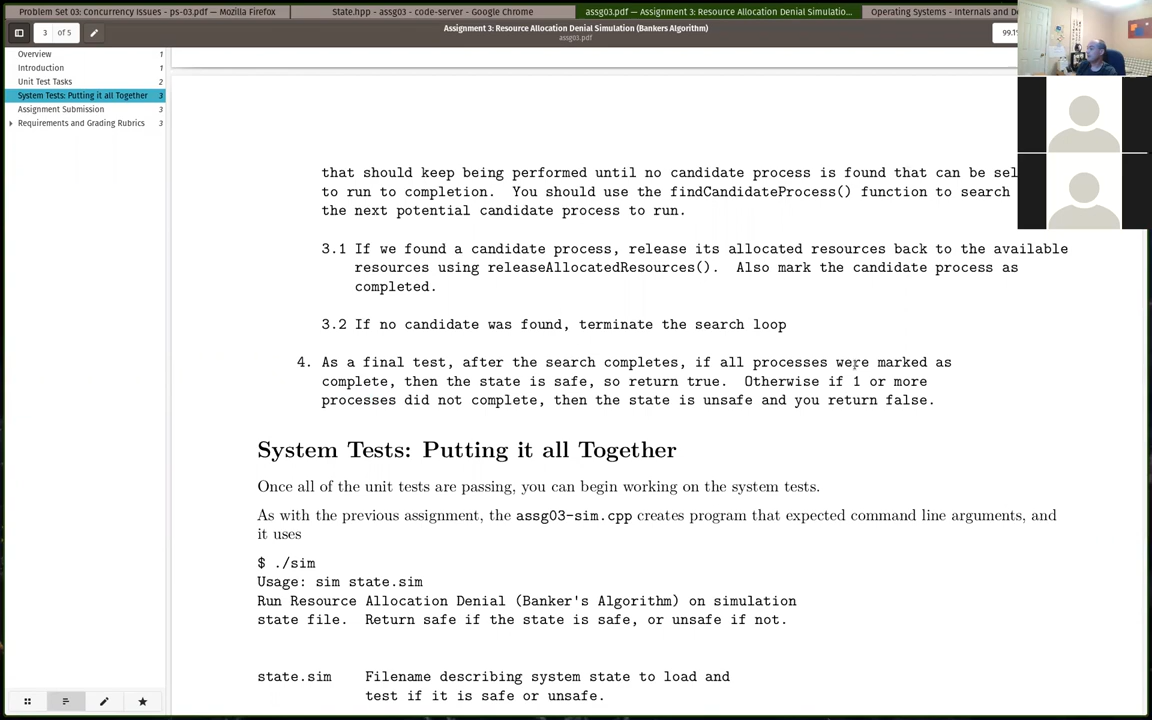 Problem Set 03: Concurrency Issues - ps-03.pdf — Mozilla Firefox
State.hpp - assg03 - code-server - Google Chrome
assg03.pdf — Assignment 3: Resource Allocation Denial Simulatio...
Operating Systems - Internals and D
3 of 5
Assignment 3: Resource Allocation Denial Simulation (Bankers Algorithm)
assg03.pdf
99.1
Overview 1
Introduction 1
Unit Test Tasks 2
System Tests: Putting it all Together 3
Assignment Submission 3
Requirements and Grading Rubrics 3
that should keep being performed until no candidate process is found that can be sel
to run to completion. You should use the findCandidateProcess() function to search
the next potential candidate process to run.
3.1 If we found a candidate process, release its allocated resources back to the available
resources using releaseAllocatedResources(). Also mark the candidate process as
completed.
3.2 If no candidate was found, terminate the search loop
4. As a final test, after the search completes, if all processes were marked as
complete, then the state is safe, so return true. Otherwise if 1 or more
processes did not complete, then the state is unsafe and you return false.
System Tests: Putting it all Together
Once all of the unit tests are passing, you can begin working on the system tests.
As with the previous assignment, the assg03-sim.cpp creates program that expected command line arguments, and
it uses
$ ./sim
Usage: sim state.sim
Run Resource Allocation Denial (Banker's Algorithm) on simulation
state file. Return safe if the state is safe, or unsafe if not.
state.sim Filename describing system state to load and
test if it is safe or unsafe.